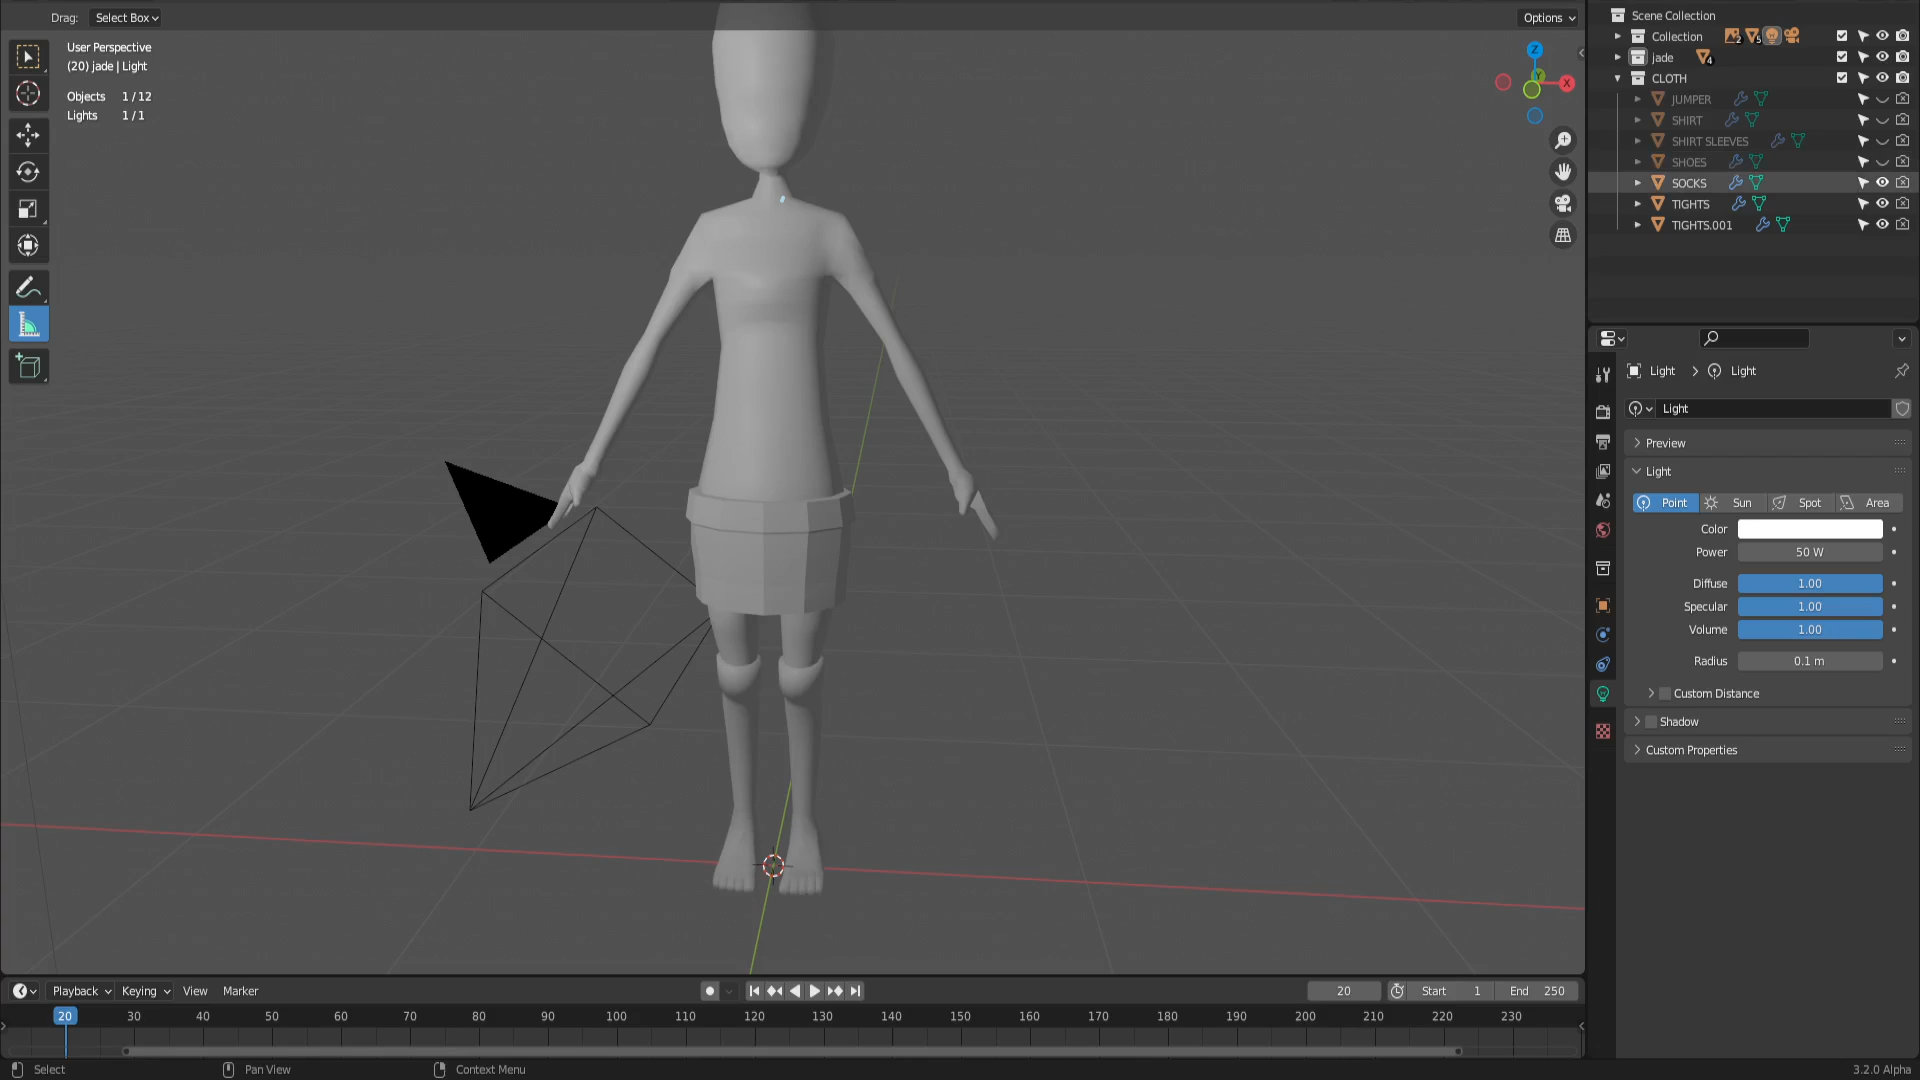 Drag: Select Box
Options
User Perspective
(20) jade | Light
Objects 1 / 12
Lights 1 / 1
Z
Y
X
Scene Collection
Collection 2 5
jade 4
CLOTH
JUMPER
SHIRT
SHIRT SLEEVES
SHOES
SOCKS
TIGHTS
TIGHTS.001
Light > Light
Light
Preview
Light
Point Sun Spot Area
Color
Power 50 W
Diffuse 1.00
Specular 1.00
Volume 1.00
Radius 0.1 m
Custom Distance
Shadow
Custom Properties
Playback Keying View Marker
20 Start 1 End 250
20 30 40 50 60 70 80 90 100 110 120 130 140 150 160 170 180 190 200 210 220 230
Select Pan View Context Menu
3.2.0 Alpha